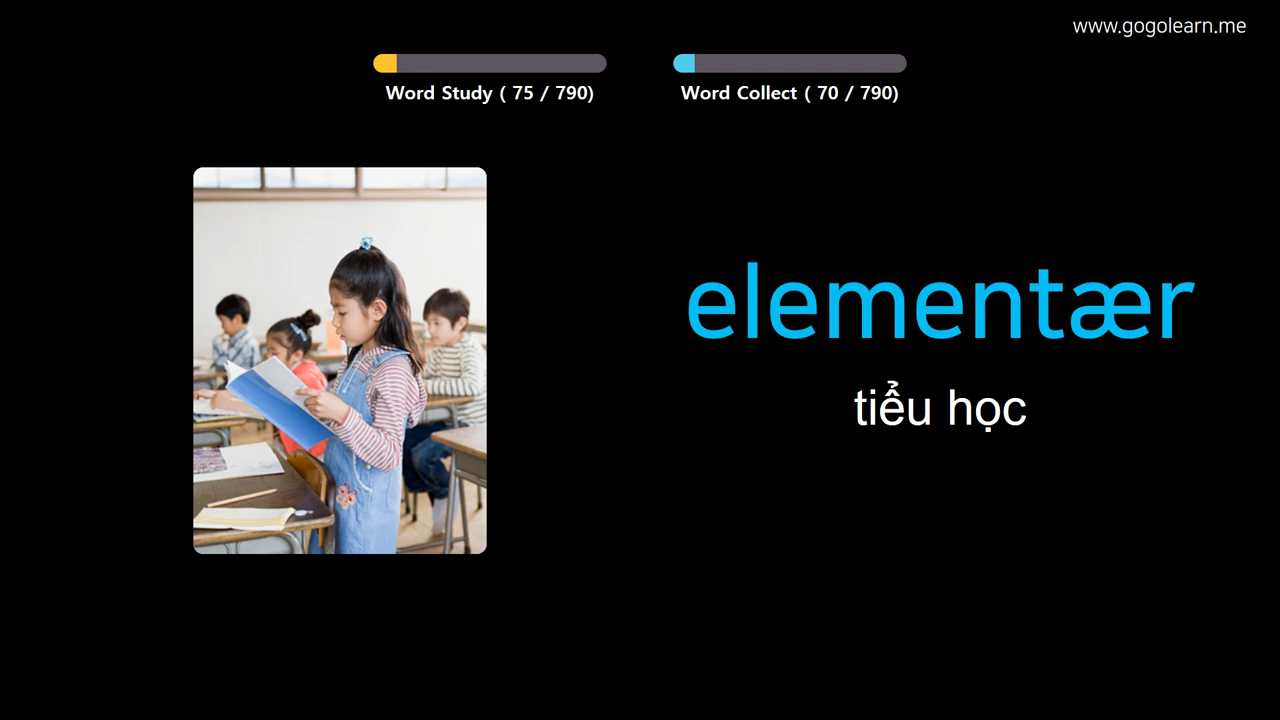 www.gogolearn.me
Word Study ( 75 / 790)
Word Collect ( 70 / 790)
elementær
tiểu học